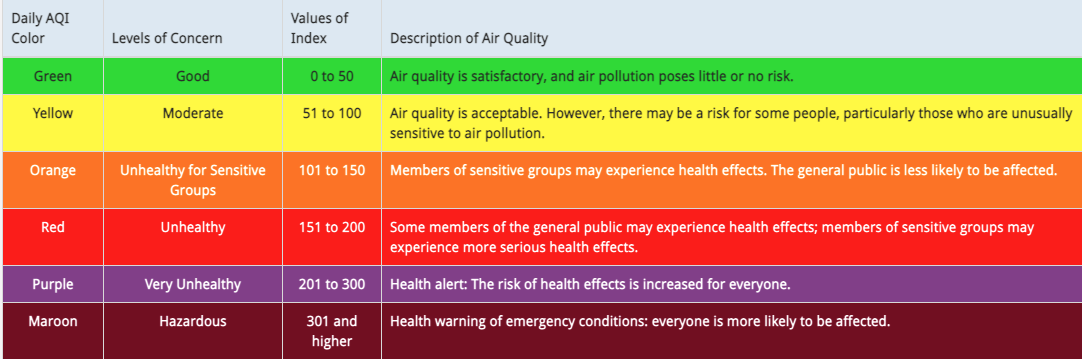 Daily AQI
Color
Levels of Concern
Values of
Index
Description of Air Quality
Green
Good
0 to 50
Air quality is satisfactory, and air pollution poses little or no risk.
Yellow
Moderate
51 to 100
Air quality is acceptable. However, there may be a risk for some people, particularly those who are unusually
sensitive to air pollution.
Orange
Unhealthy for Sensitive
Groups
101 to 150
Members of sensitive groups may experience health effects. The general public is less likely to be affected.
Red
Unhealthy
151 to 200
Some members of the general public may experience health effects; members of sensitive groups may
experience more serious health effects.
Purple
Very Unhealthy
201 to 300
Health alert: The risk of health effects is increased for everyone.
Maroon
Hazardous
301 and
higher
Health warning of emergency conditions: everyone is more likely to be affected.